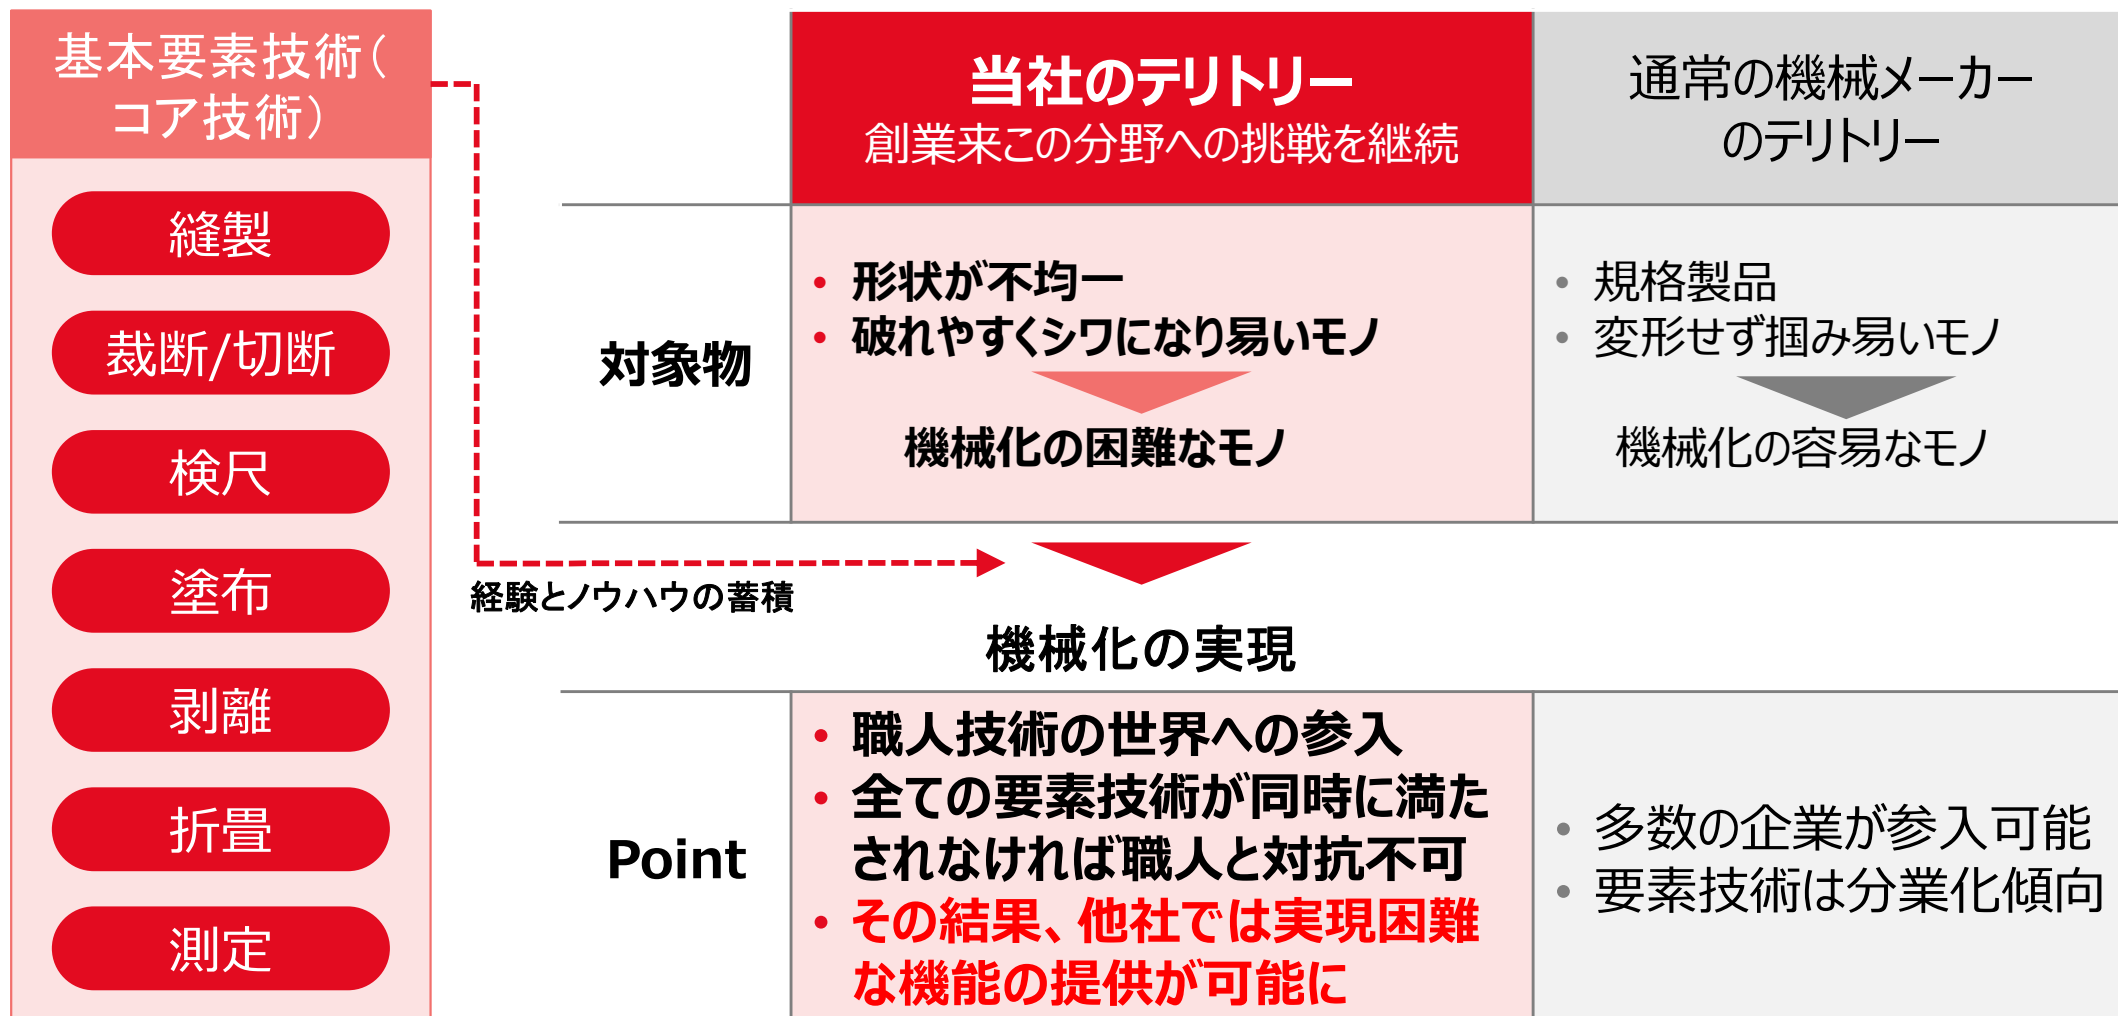 基本要素技術(
コア技術)
縫製
裁断/切断
検尺
塗布
剥離
折畳
測定
経験とノウハウの蓄積
当社のテリトリー
創業来この分野への挑戦を継続
通常の機械メーカー
のテリトリー
対象物
• 形状が不均一
• 破れやすくシワになり易いモノ
機械化の困難なモノ
• 規格製品
• 変形せず掴み易いモノ
機械化の容易なモノ
機械化の実現
Point
• 職人技術の世界への参入
• 全ての要素技術が同時に満た
されなければ職人と対抗不可
• その結果、他社では実現困難
な機能の提供が可能に
• 多数の企業が参入可能
• 要素技術は分業化傾向